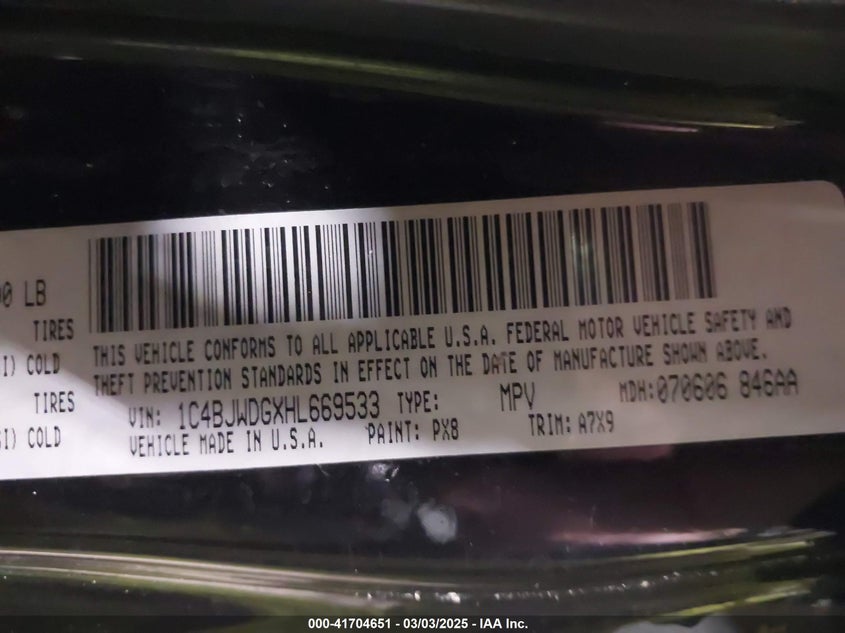 00 LB
TIRES
THIS VEHICLE CONFORMS TO ALL APPLICABLE U.S.A. FEDERAL MOTOR VEHICLE SAFETY AND
I) COLD
THEFT PREVENTION STANDARDS IN EFFECT ON THE DATE OF MANUFACTURE SHOWN ABOVE.
TIRES
VIN: 1C4BJWDGXHL669533 TYPE: MPV MDH:070606 846AA
SI) COLD
VEHICLE MADE IN U.S.A. PAINT: PX8 TRIM: A7X9
000-41704651 - 03/03/2025 - IAA Inc.